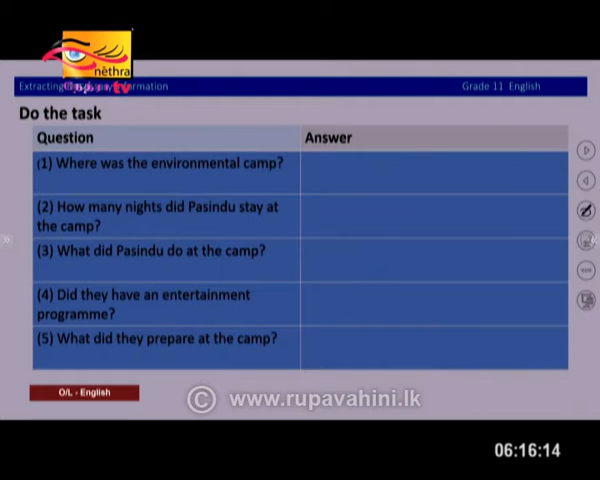 nèthra
Extracting
Grade 11 English
Do the task
Question
Answer
(1) Where was the environmental camp?
(2) How many nights did Pasindu stay at
the camp?
(3) What did Pasindu do at the camp?
(4) Did they have an entertainment
programme?
(5) What did they prepare at the camp?
O/L - English
© www.rupavahini.lk
06:16:14